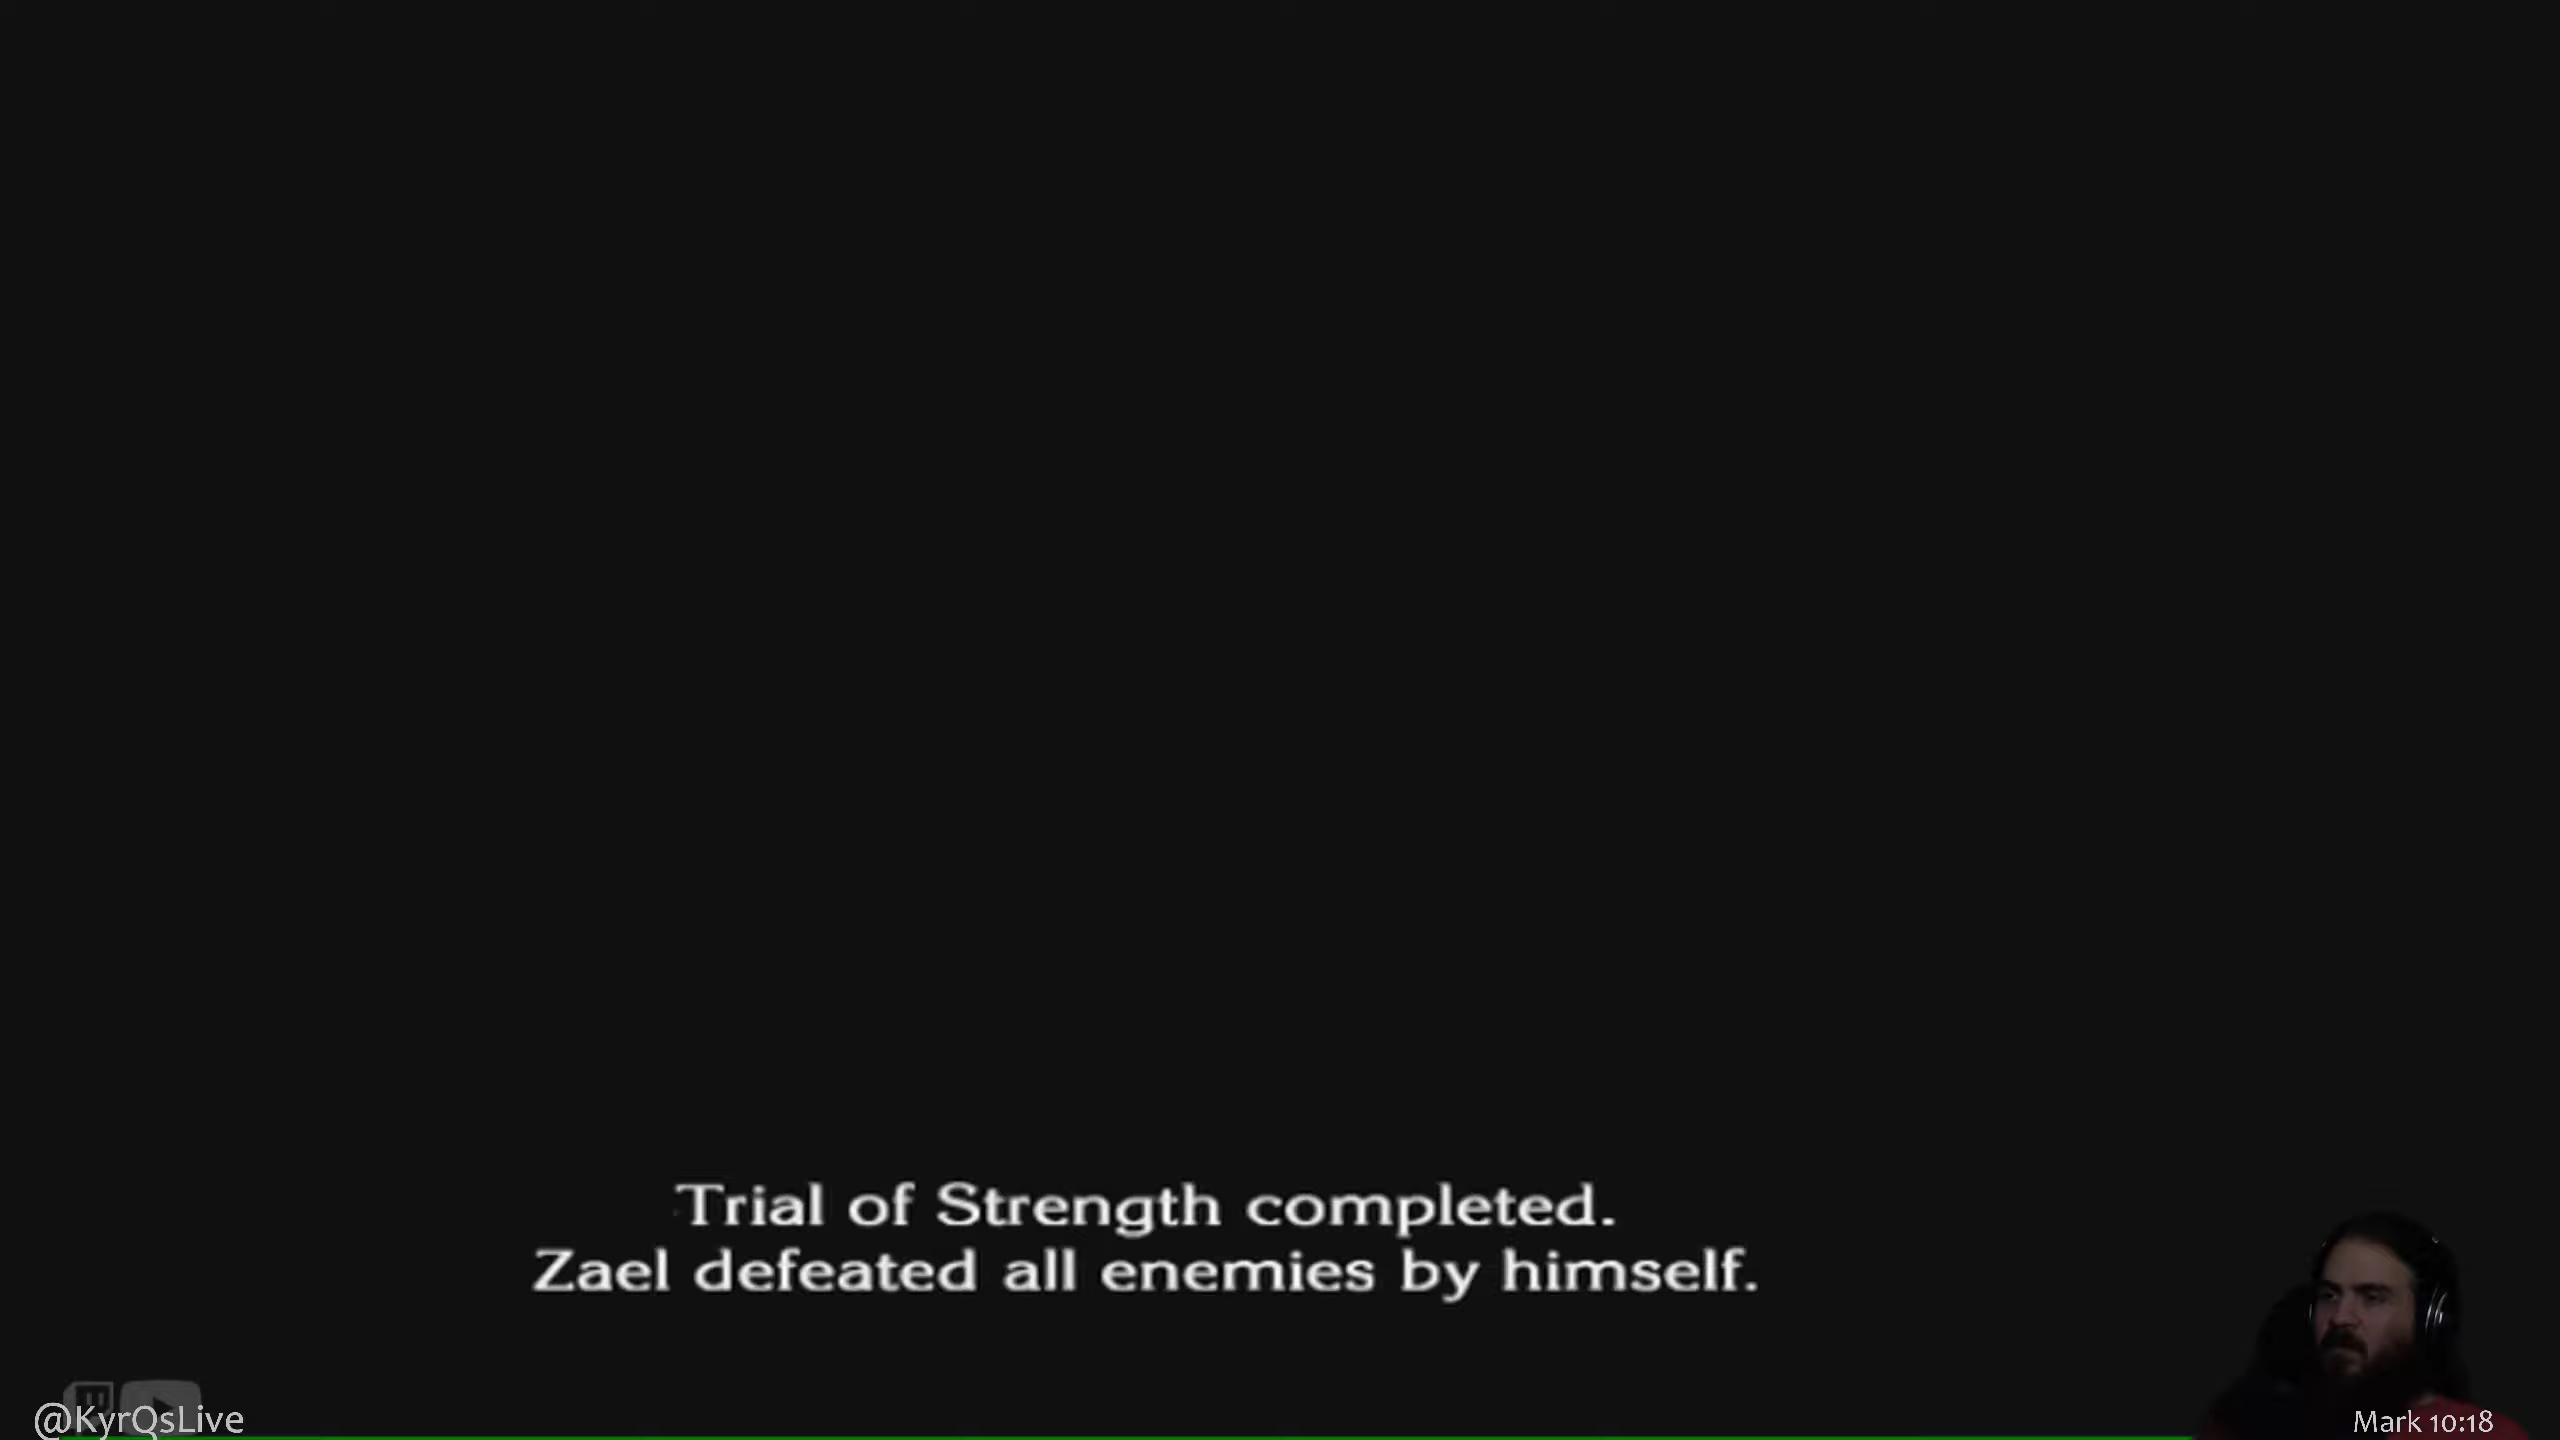 Trial of Strength completed.
Zael defeated all enemies by himself.
@KyrQsLive
Mark 10:18